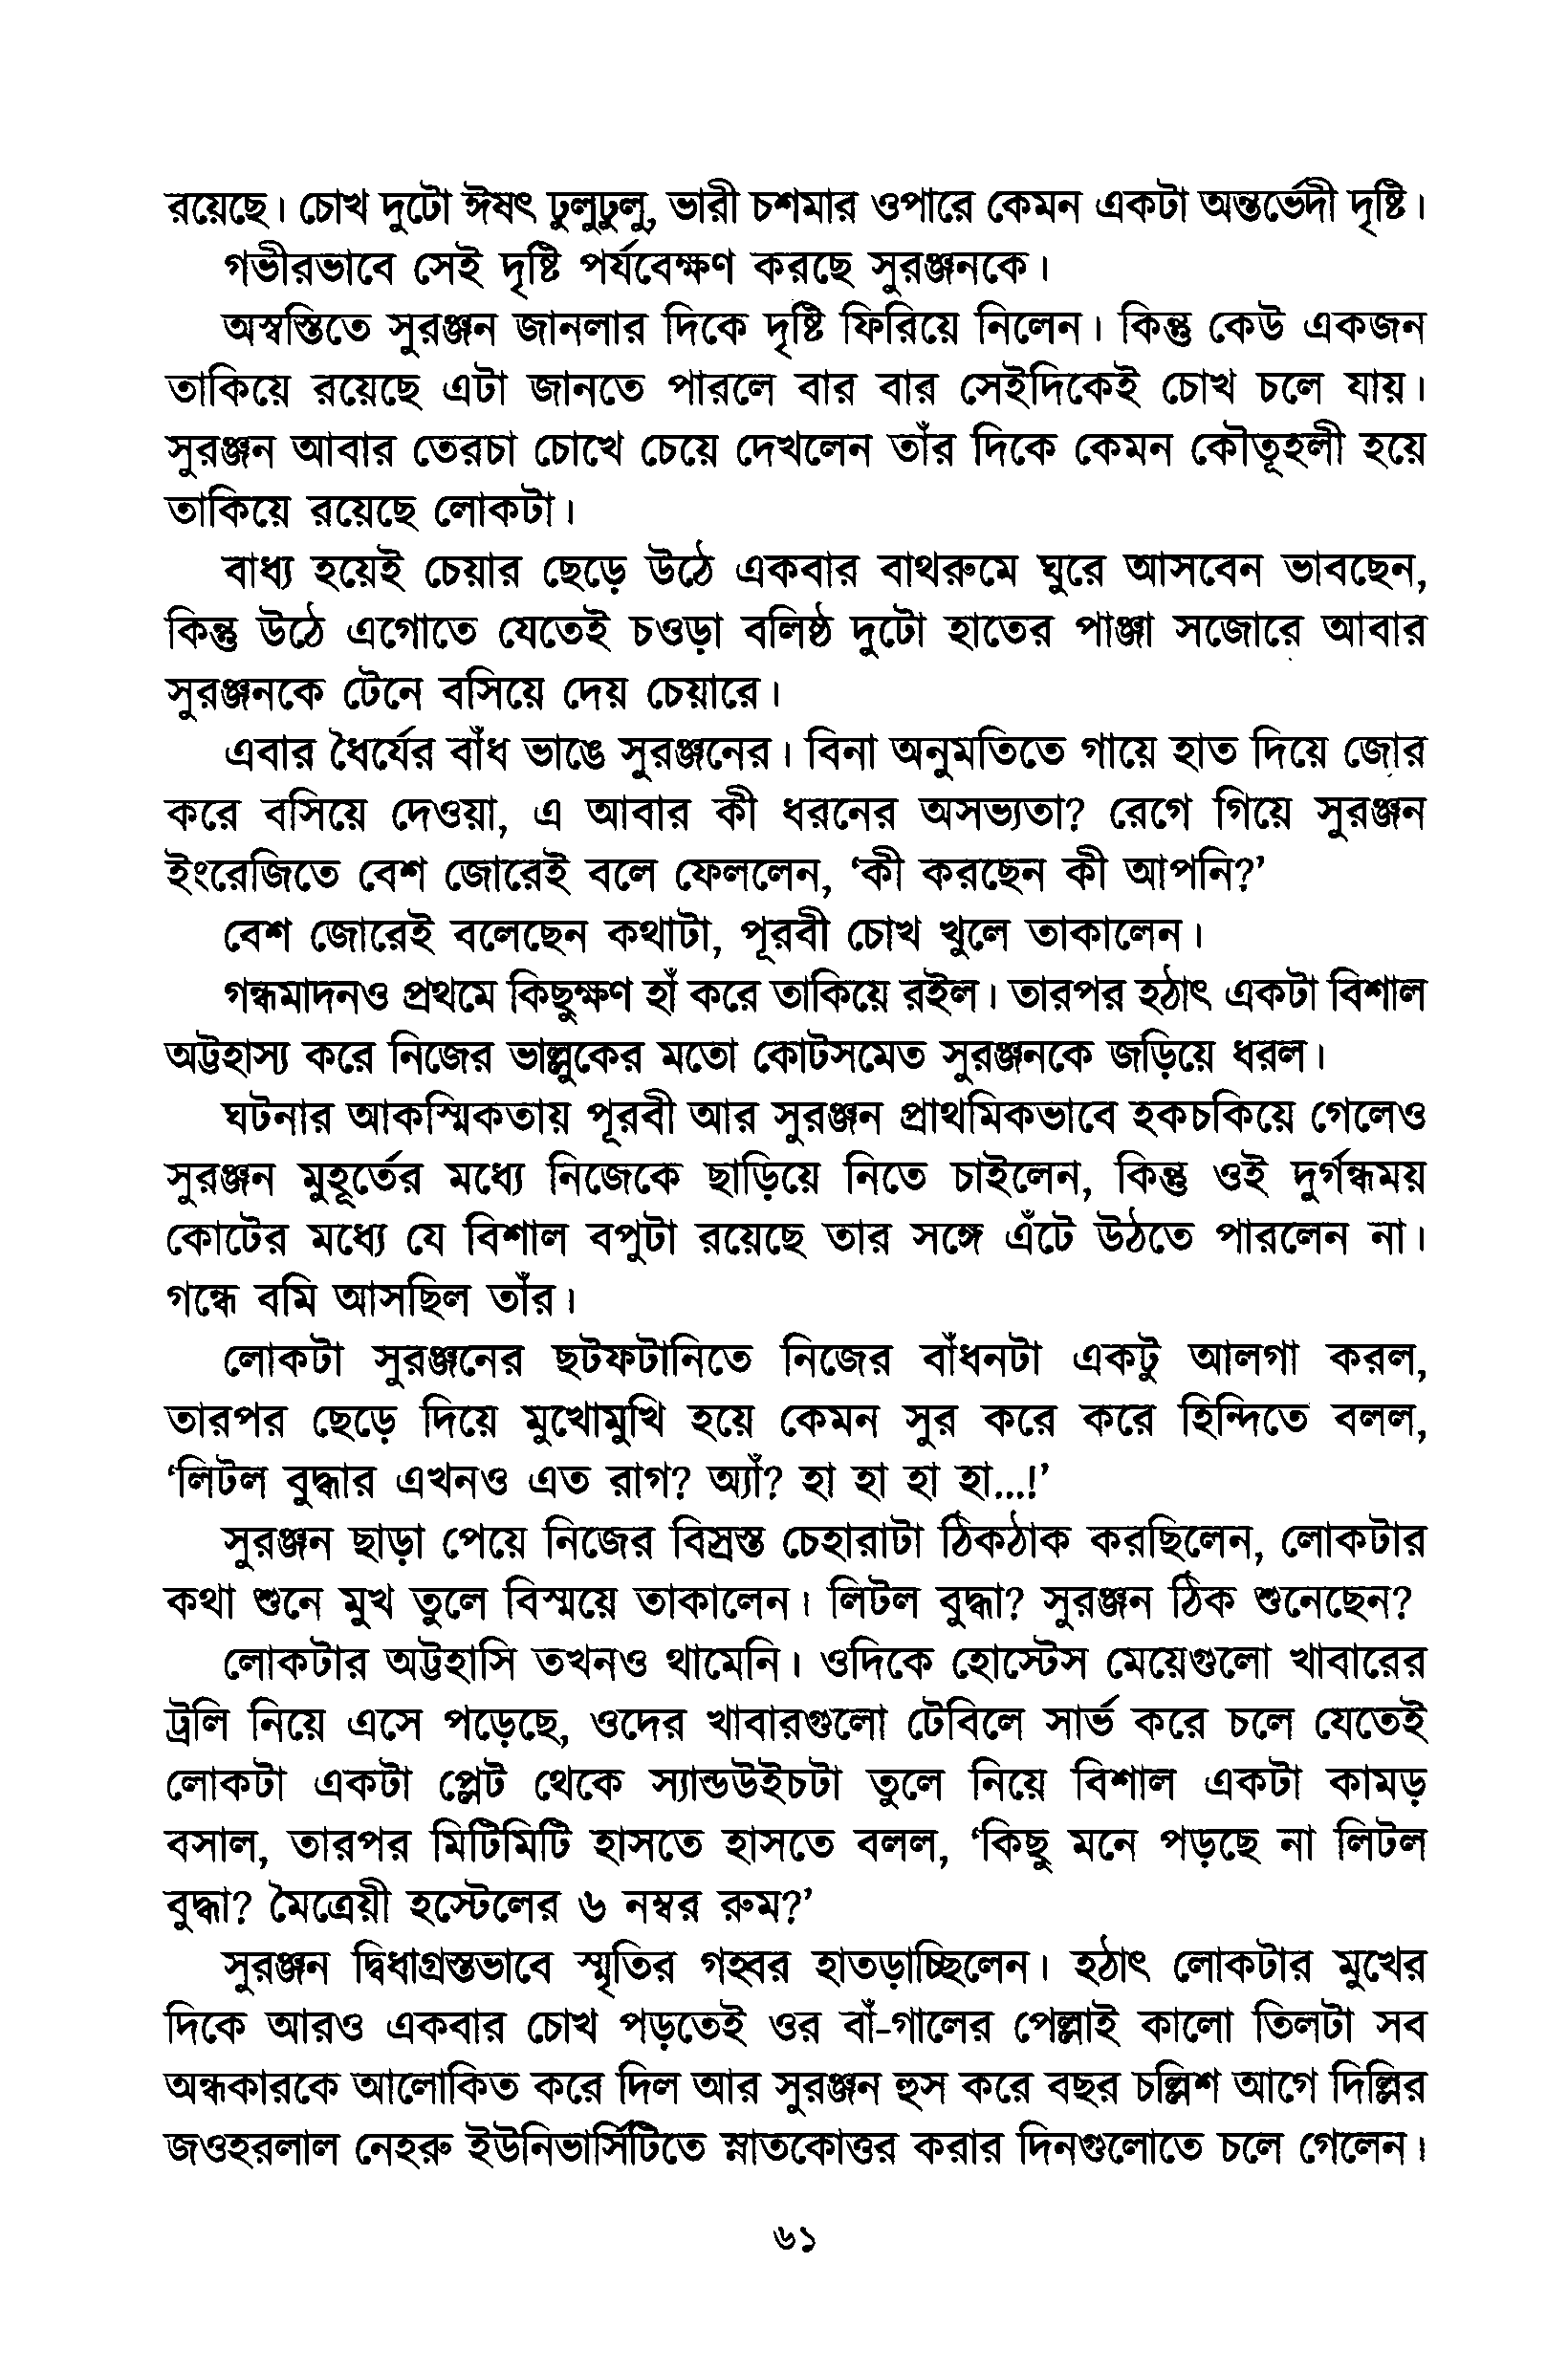 রয়েছে। চোখ দুটো ঈষৎ ঢুলুঢুলু, ভারী চশমার ওপারে কেমন একটা অন্তর্ভেদী দৃষ্টি।
গভীরভাবে সেই দৃষ্টি পর্যবেক্ষণ করছে সুরঞ্জনকে।
অস্বস্তিতে সুরঞ্জন জানলার দিকে দৃষ্টি ফিরিয়ে নিলেন। কিন্তু কেউ একজন
তাকিয়ে রয়েছে এটা জানতে পারলে বার বার সেইদিকেই চোখ চলে যায়।
সুরঞ্জন আবার তেরচা চোখে চেয়ে দেখলেন তাঁর দিকে কেমন কৌতূহলী হয়ে
তাকিয়ে রয়েছে লোকটা।
বাধ্য হয়েই চেয়ার ছেড়ে উঠে একবার বাথরুমে ঘুরে আসবেন ভাবছেন,
কিন্তু উঠে এগোতে যেতেই চওড়া বলিষ্ঠ দুটো হাতের পাঞ্জা সজোরে আবার
সুরঞ্জনকে টেনে বসিয়ে দেয় চেয়ারে।
এবার ধৈর্যের বাঁধ ভাঙে সুরঞ্জনের। বিনা অনুমতিতে গায়ে হাত দিয়ে জোর
করে বসিয়ে দেওয়া, এ আবার কী ধরনের অসভ্যতা? রেগে গিয়ে সুরঞ্জন
ইংরেজিতে বেশ জোরেই বলে ফেললেন, ‘কী করছেন কী আপনি?’
বেশ জোরেই বলেছেন কথাটা, পূরবী চোখ খুলে তাকালেন।
গন্ধমাদনও প্রথমে কিছুক্ষণ হাঁ করে তাকিয়ে রইল। তারপর হঠাৎ একটা বিশাল
অট্টহাস্য করে নিজের ভাল্লুকের মতো কোটসমেত সুরঞ্জনকে জড়িয়ে ধরল।
ঘটনার আকস্মিকতায় পূরবী আর সুরঞ্জন প্রাথমিকভাবে হকচকিয়ে গেলেও
সুরঞ্জন মুহূর্তের মধ্যে নিজেকে ছাড়িয়ে নিতে চাইলেন, কিন্তু ওই দুর্গন্ধময়
কোটের মধ্যে যে বিশাল বপুটা রয়েছে তার সঙ্গে এঁটে উঠতে পারলেন না।
গন্ধে বমি আসছিল তাঁর।
লোকটা সুরঞ্জনের ছটফটানিতে নিজের বাঁধনটা একটু আলগা করল,
তারপর ছেড়ে দিয়ে মুখোমুখি হয়ে কেমন সুর করে করে হিন্দিতে বলল,
‘লিটল বুদ্ধার এখনও এত রাগ? অ্যাঁ? হা হা হা হা...!’
সুরঞ্জন ছাড়া পেয়ে নিজের বিস্রস্ত চেহারাটা ঠিকঠাক করছিলেন, লোকটার
কথা শুনে মুখ তুলে বিস্ময়ে তাকালেন। লিটল বুদ্ধা? সুরঞ্জন ঠিক শুনেছেন?
লোকটার অট্টহাসি তখনও থামেনি। ওদিকে হোস্টেস মেয়েগুলো খাবারের
ট্রলি নিয়ে এসে পড়েছে, ওদের খাবারগুলো টেবিলে সার্ভ করে চলে যেতেই
লোকটা একটা প্লেট থেকে স্যান্ডউইচটা তুলে নিয়ে বিশাল একটা কামড়
বসাল, তারপর মিটিমিটি হাসতে হাসতে বলল, ‘কিছু মনে পড়ছে না লিটল
বুদ্ধা? মৈত্রেয়ী হস্টেলের ৬ নম্বর রুম?’
সুরঞ্জন দ্বিধাগ্রস্তভাবে স্মৃতির গহ্বর হাতড়াচ্ছিলেন। হঠাৎ লোকটার মুখের
দিকে আরও একবার চোখ পড়তেই ওর বাঁ-গালের পেল্লাই কালো তিলটা সব
অন্ধকারকে আলোকিত করে দিল আর সুরঞ্জন হুস করে বছর চল্লিশ আগে দিল্লির
জওহরলাল নেহরু ইউনিভার্সিটিতে স্নাতকোত্তর করার দিনগুলোতে চলে গেলেন।
৬১